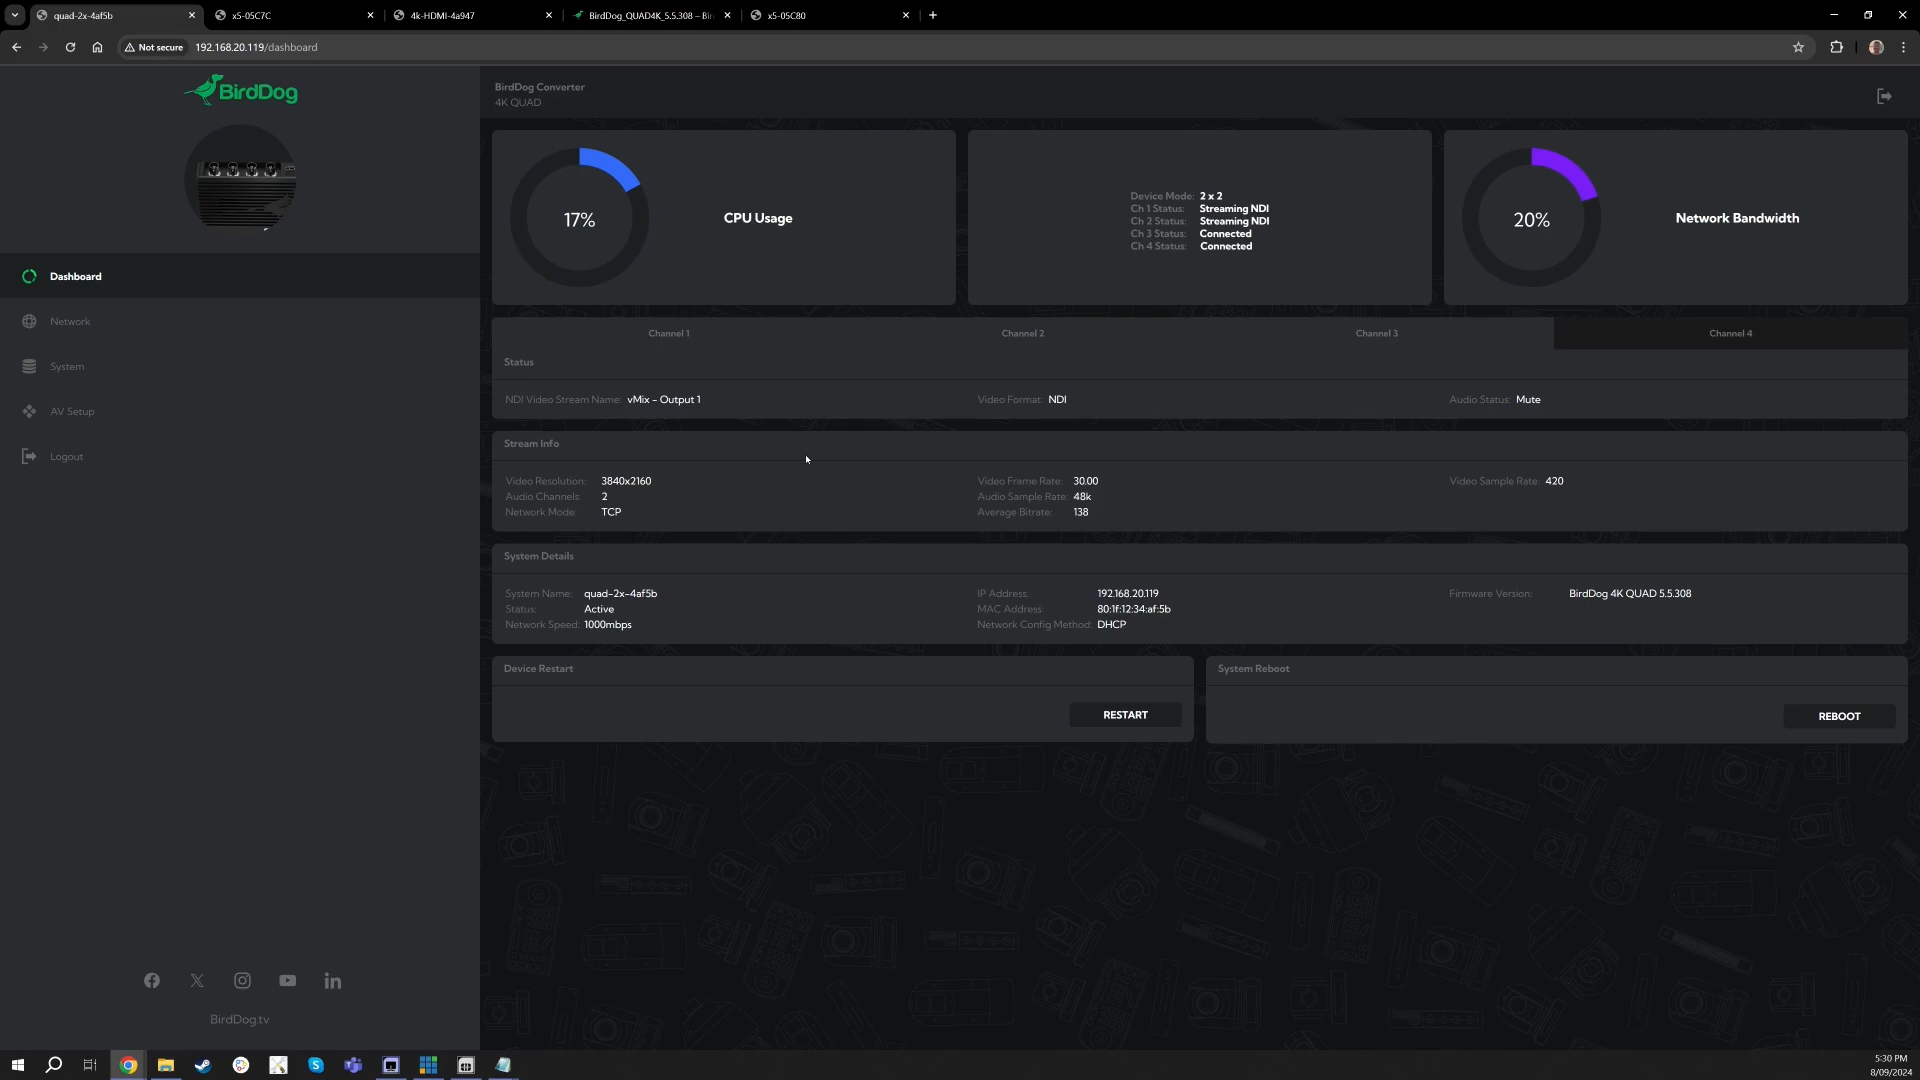 quad-2x-4af5b
x5-05C7C
4k-HDMI-4a947
BirdDog_QUAD4K_5.5.308 – Bir
x5-05C80
Not secure
192.168.20.119/dashboard
BirdDog
BirdDog Converter
4K QUAD
Dashboard
Network
System
AV Setup
Logout
17%
CPU Usage
Device Mode: 2 x 2
Ch 1 Status: Streaming NDI
Ch 2 Status: Streaming NDI
Ch 3 Status: Connected
Ch 4 Status: Connected
20%
Network Bandwidth
Channel 1 Channel 2 Channel 3 Channel 4
Status
NDI Video Stream Name: vMix - Output 1 Video Format: NDI Audio Status: Mute
Stream Info
Video Resolution: 3840x2160 Video Frame Rate: 30.00 Video Sample Rate: 420
Audio Channels: 2 Audio Sample Rate: 48k
Network Mode: TCP Average Bitrate: 138
System Details
System Name: quad-2x-4af5b IP Address: 192.168.20.119 Firmware Version: BirdDog 4K QUAD 5.5.308
Status: Active MAC Address: 80:1f:12:34:af:5b
Network Speed: 1000mbps Network Config Method: DHCP
Device Restart
RESTART
System Reboot
REBOOT
BirdDog.tv
5:30 PM
8/09/2024